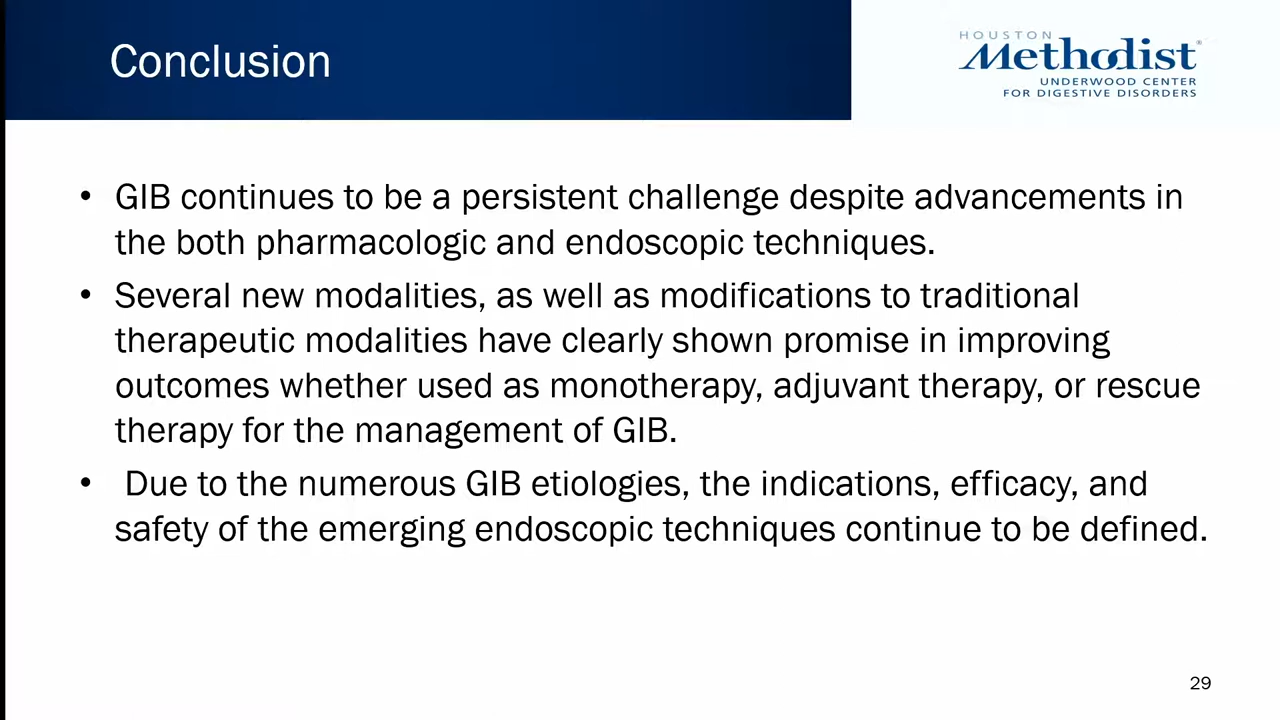 Conclusion
HOUSTON
Methodist®
UNDERWOOD CENTER
FOR DIGESTIVE DISORDERS
• GIB continues to be a persistent challenge despite advancements in
the both pharmacologic and endoscopic techniques.
• Several new modalities, as well as modifications to traditional
therapeutic modalities have clearly shown promise in improving
outcomes whether used as monotherapy, adjuvant therapy, or rescue
therapy for the management of GIB.
• Due to the numerous GIB etiologies, the indications, efficacy, and
safety of the emerging endoscopic techniques continue to be defined.
29